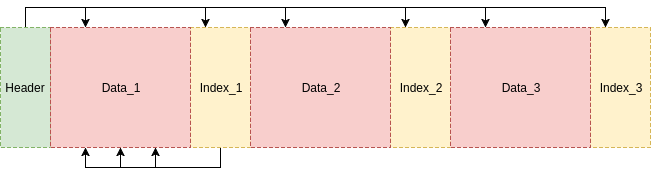 Header
Data_1
Index_1
Data_2
Index_2
Data_3
Index_3